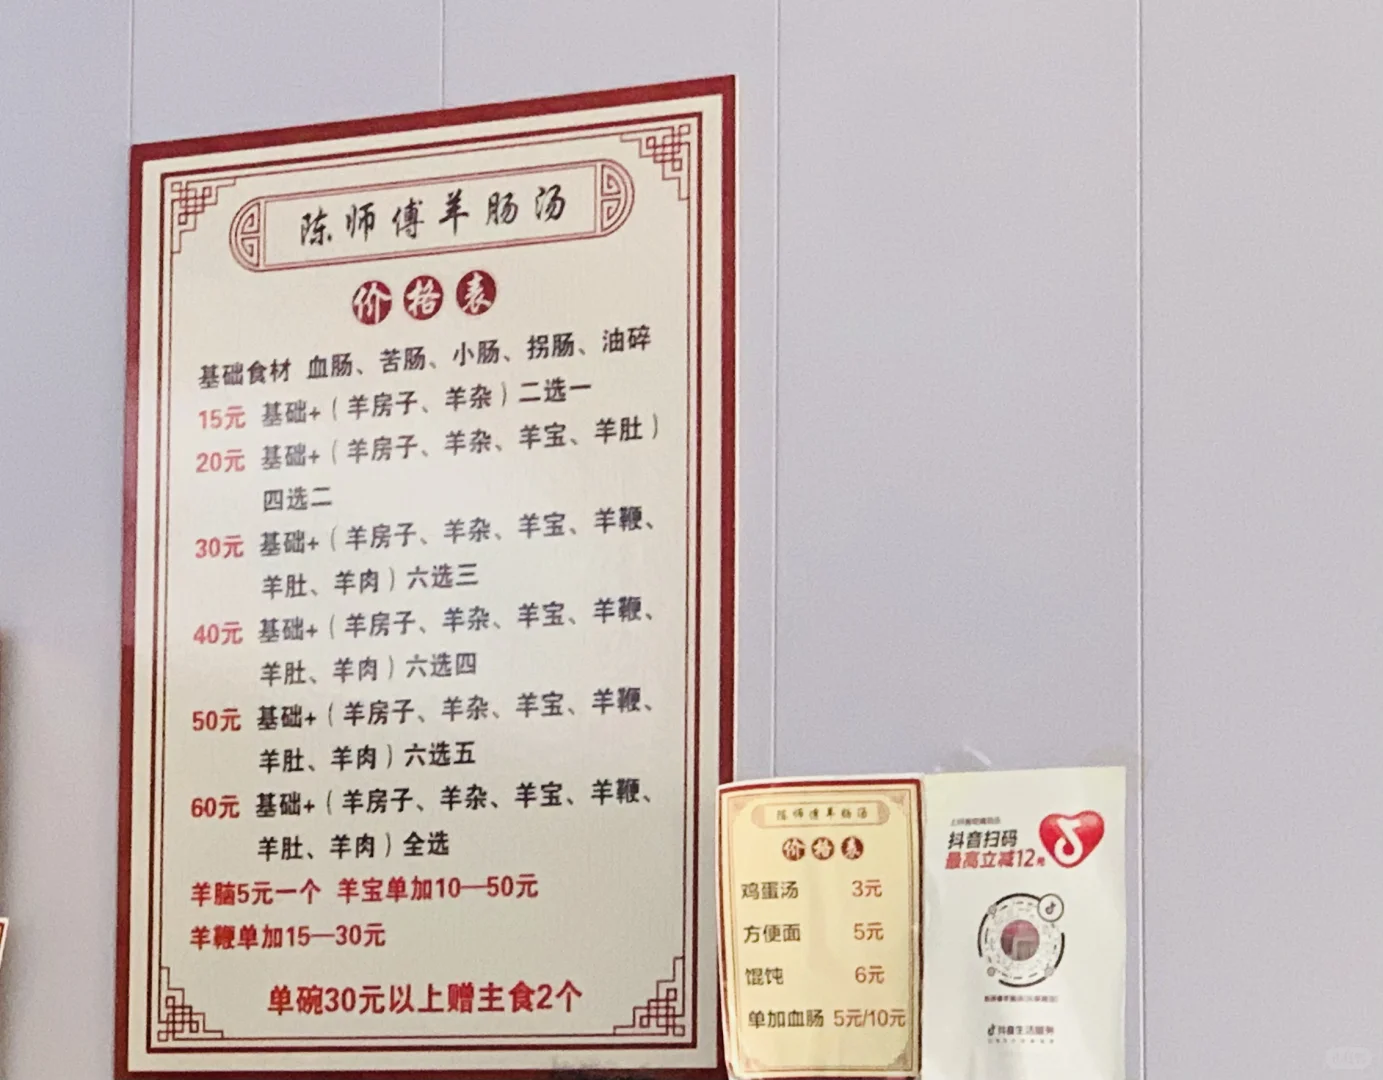 陈师傅羊肠汤
价格表
基础食材 血肠、苦肠、小肠、拐肠、油碎
15元 基础+（羊房子、羊杂）二选一
20元 基础+（羊房子、羊杂、羊宝、羊肚）
四选二
30元 基础+（羊房子、羊杂、羊宝、羊鞭、
羊肚、羊肉）六选三
40元 基础+（羊房子、羊杂、羊宝、羊鞭、
羊肚、羊肉）六选四
50元 基础+（羊房子、羊杂、羊宝、羊鞭、
羊肚、羊肉）六选五
60元 基础+（羊房子、羊杂、羊宝、羊鞭、
羊肚、羊肉）全选
羊脑5元一个 羊宝单加10—50元
羊鞭单加15—30元
单碗30元以上赠主食2个
陈师傅羊肠汤
价格表
鸡蛋汤 3元
方便面 5元
馄饨 6元
单加血肠 5元/10元
抖音扫码
最高立减12元
抖音生活服务